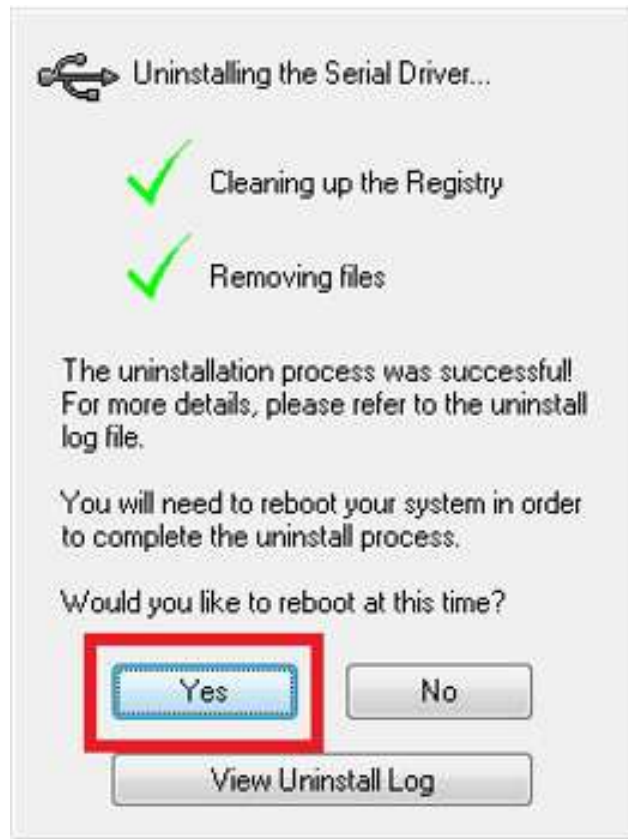 Uninstalling the Serial Driver...
Cleaning up the Registry
Removing files
The uninstallation process was successful!
For more details, please refer to the uninstall
log file.
You will need to reboot your system in order
to complete the uninstall process.
Would you like to reboot at this time?
Yes
No
View Uninstall Log